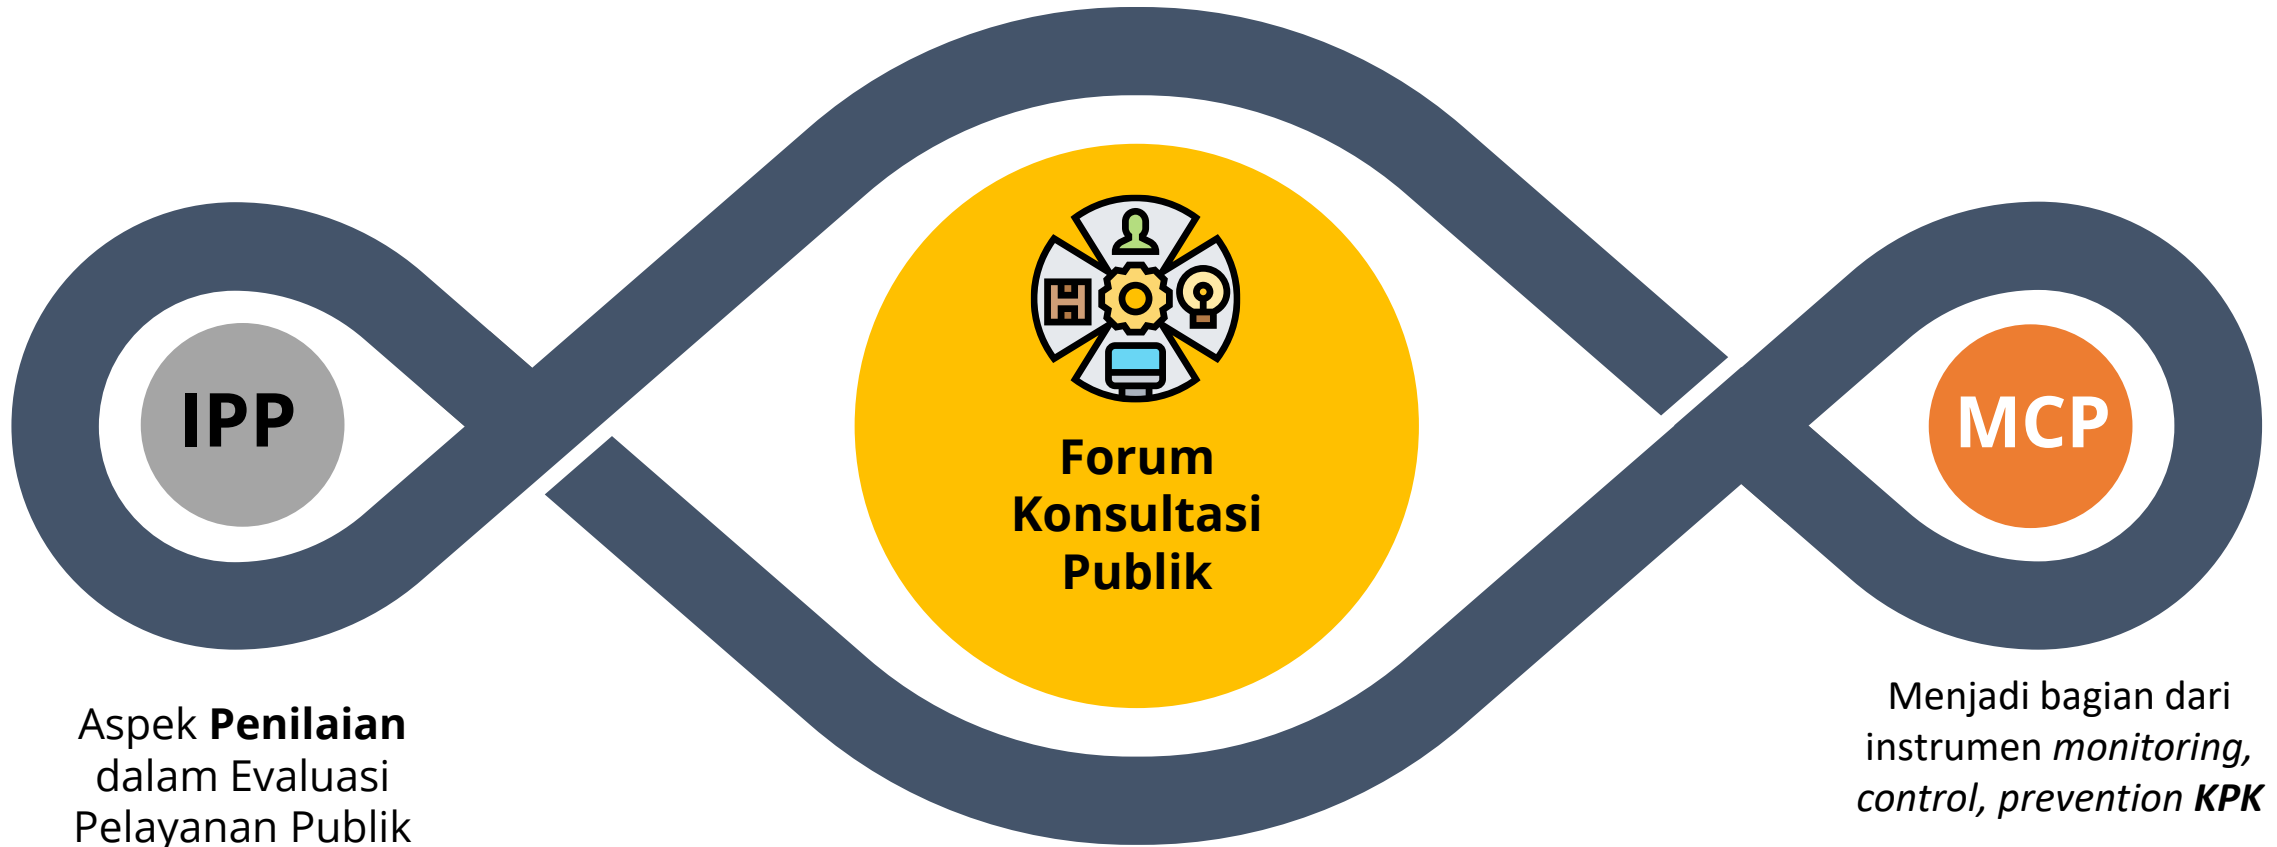 IPP
Forum
Konsultasi
Publik
MCP
Aspek Penilaian
dalam Evaluasi
Pelayanan Publik
Menjadi bagian dari
instrumen monitoring,
control, prevention KPK